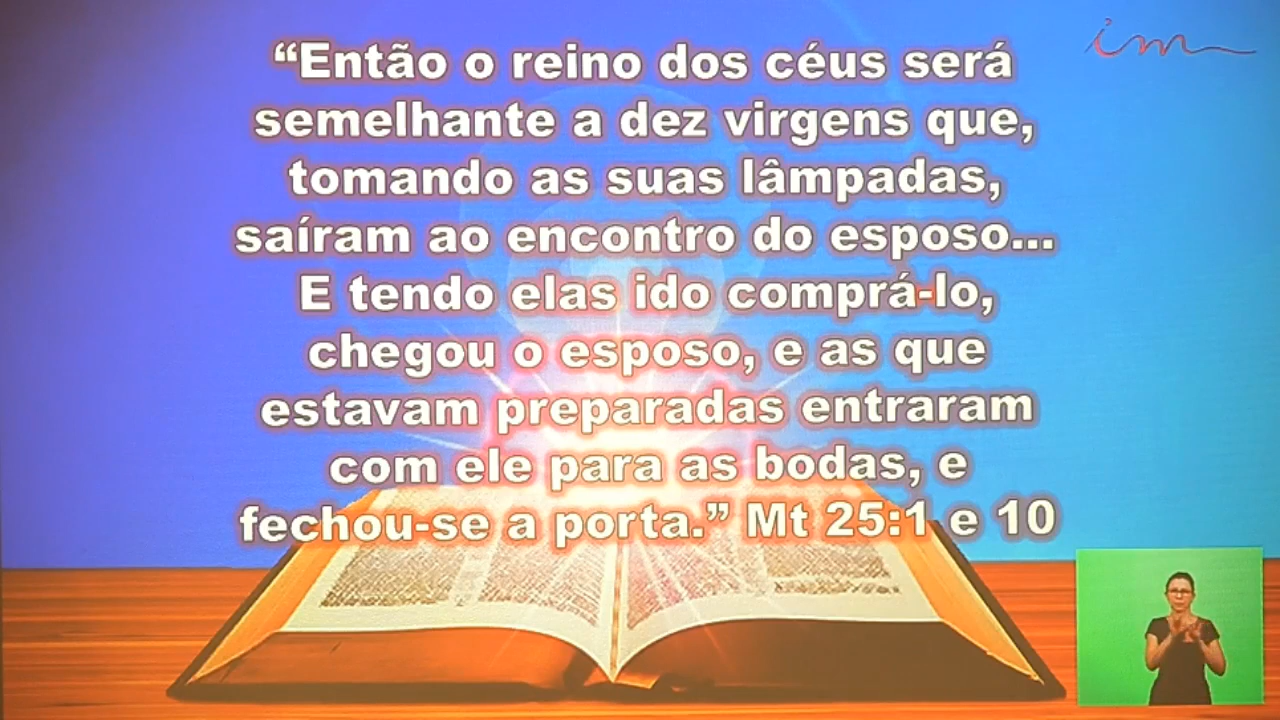 “Então o reino dos céus será
semelhante a dez virgens que,
tomando as suas lâmpadas,
saíram ao encontro do esposo...
E tendo elas ido comprá-lo,
chegou o esposo, e as que
estavam preparadas entraram
com ele para as bodas, e
fechou-se a porta.” Mt 25:1 e 10
im